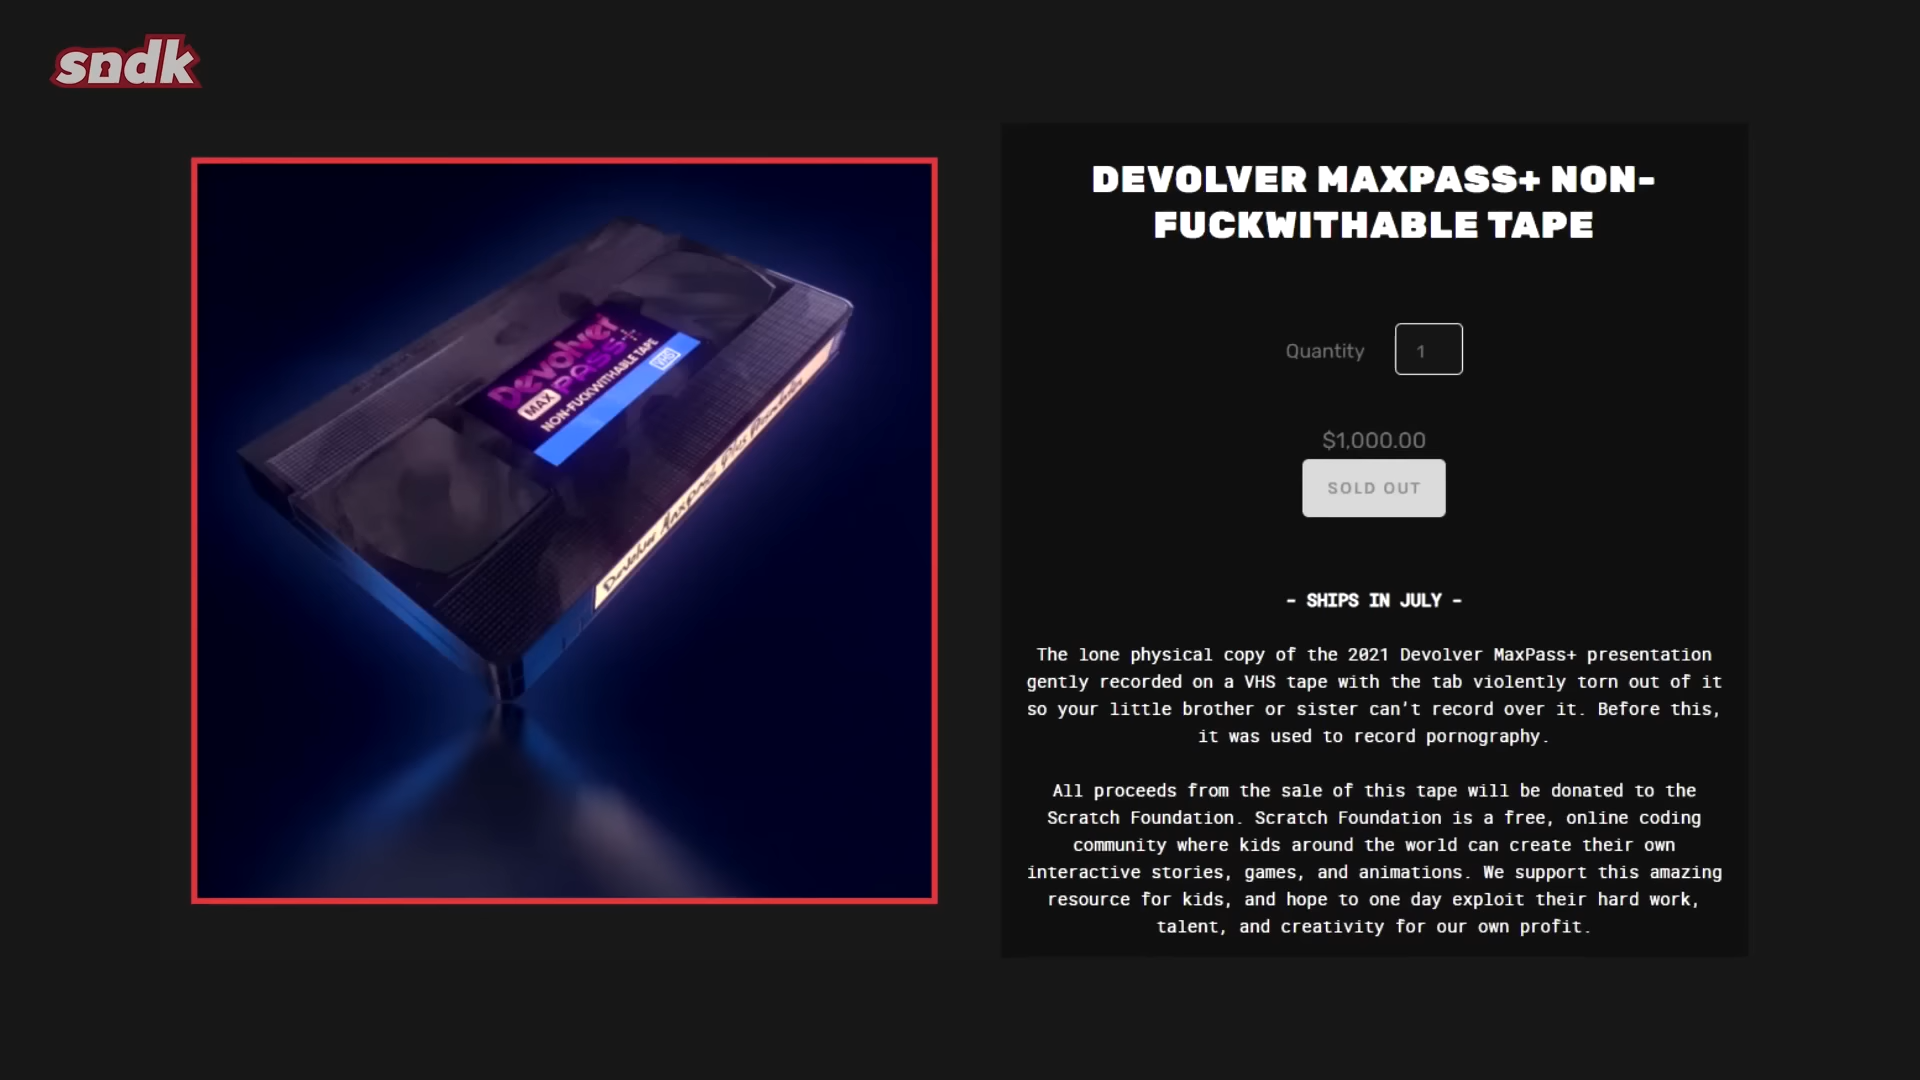 sndk
DEVOLVER MAXPASS+ NON-
FUCKWITHABLE TAPE
Devolver
MAX PASS+
NON-FUCKWITHABLE TAPE
VHS
Devolver Maxpass Plus
Quantity 1
$1,000.00
SOLD OUT
- SHIPS IN JULY -
The lone physical copy of the 2021 Devolver MaxPass+ presentation
gently recorded on a VHS tape with the tab violently torn out of it
so your little brother or sister can't record over it. Before this,
it was used to record pornography.
All proceeds from the sale of this tape will be donated to the
Scratch Foundation. Scratch Foundation is a free, online coding
community where kids around the world can create their own
interactive stories, games, and animations. We support this amazing
resource for kids, and hope to one day exploit their hard work,
talent, and creativity for our own profit.